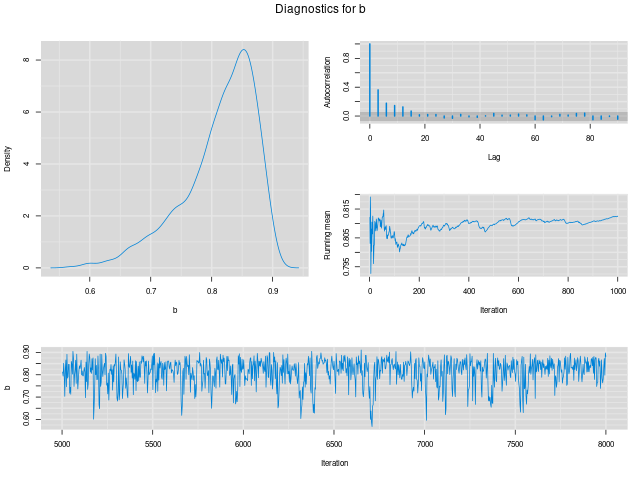 Diagnostics for b
Density
8
6
4
2
0
0.6 0.7 0.8 0.9
b
Autocorrelation
0.8
0.4
0.0
0 20 40 60 80
Lag
Running mean
0.815
0.805
0.795
0 200 400 600 800 1000
Iteration
b
0.90
0.80
0.70
0.60
5000 5500 6000 6500 7000 7500 8000
Iteration